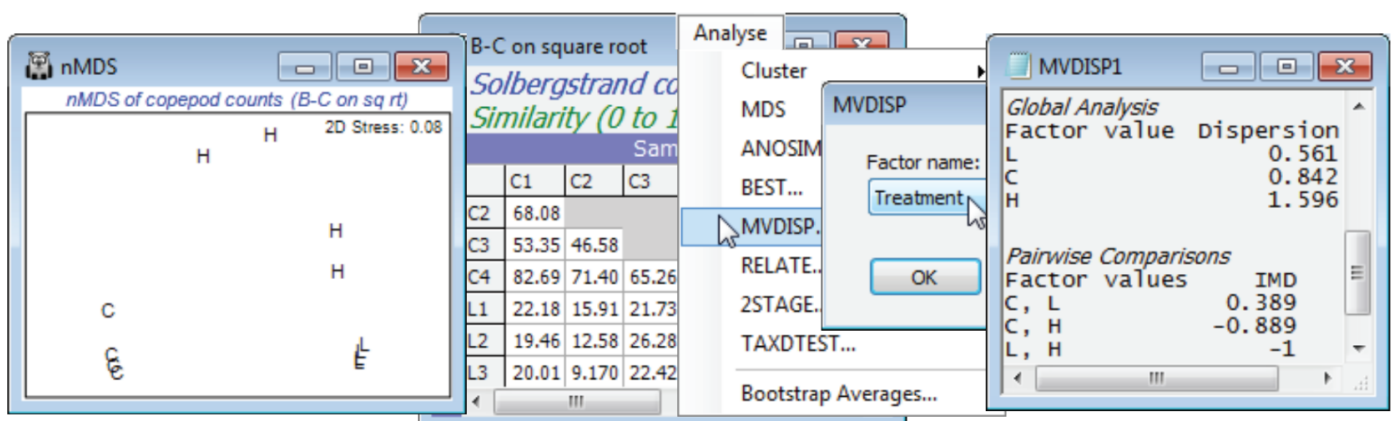 nMDS
nMDS of copepod counts (B-C on sq rt)
2D Stress: 0.08
H
H
H
H
C
C
C
C
L
L
B-C on square root
Solbergstrand co
Similarity (0 to 1
Sam
C1 C2 C3
C2 68.08
C3 53.35 46.58
C4 82.69 71.40 65.26
L1 22.18 15.91 21.73
L2 19.46 12.58 26.28
L3 20.01 9.170 22.42
Analyse
Cluster
MDS
ANOSIM
BEST...
MVDISP.
RELATE..
2STAGE..
TAXDTEST...
Bootstrap Averages...
MVDISP
Factor name:
Treatment
OK
MVDISP1
Global Analysis
Factor value Dispersion
L 0.561
C 0.842
H 1.596
Pairwise Comparisons
Factor values IMD
C, L 0.389
C, H -0.889
L, H -1